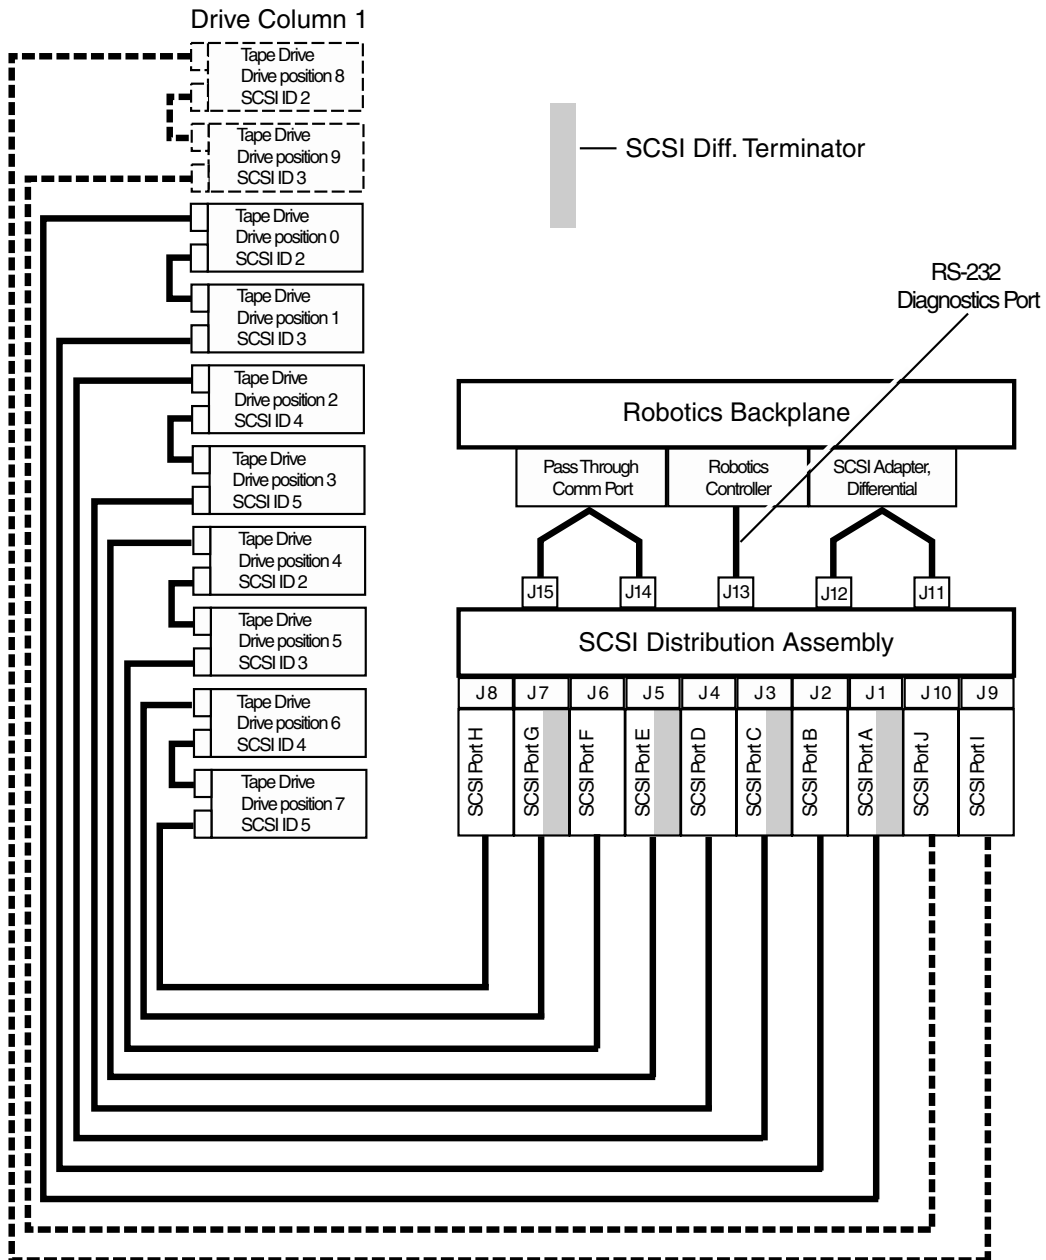 Drive Column 1
Tape Drive
Drive position 8
SCSI ID 2
Tape Drive
Drive position 9
SCSI ID 3
Tape Drive
Drive position 0
SCSI ID 2
Tape Drive
Drive position 1
SCSI ID 3
Tape Drive
Drive position 2
SCSI ID 4
Tape Drive
Drive position 3
SCSI ID 5
Tape Drive
Drive position 4
SCSI ID 2
Tape Drive
Drive position 5
SCSI ID 3
Tape Drive
Drive position 6
SCSI ID 4
Tape Drive
Drive position 7
SCSI ID 5
SCSI Diff. Terminator
RS-232
Diagnostics Port
Robotics Backplane
Pass Through
Comm Port
Robotics
Controller
SCSI Adapter,
Differential
J15
J14
J13
J12
J11
SCSI Distribution Assembly
J8
J7
J6
J5
J4
J3
J2
J1
J10
J9
SCSI Port H
SCSI Port G
SCSI Port F
SCSI Port E
SCSI Port D
SCSI Port C
SCSI Port B
SCSI Port A
SCSI Port J
SCSI Port I